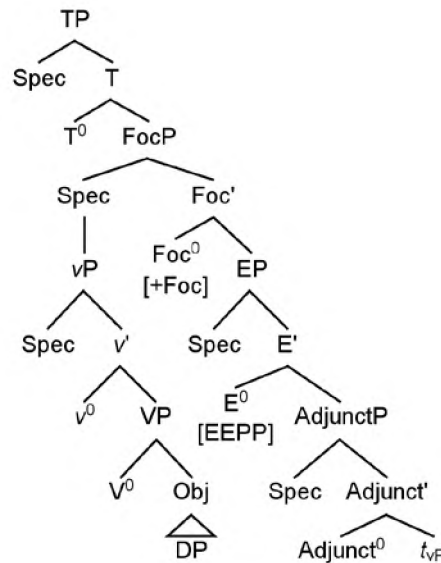 TP
Spec T
T⁰ FocP
Spec Foc'
vP Foc⁰ EP
[+Foc]
Spec v' Spec E'
v⁰ VP E⁰ AdjunctP
[EEPP]
V⁰ Obj Spec Adjunct'
DP Adjunct⁰ tvP